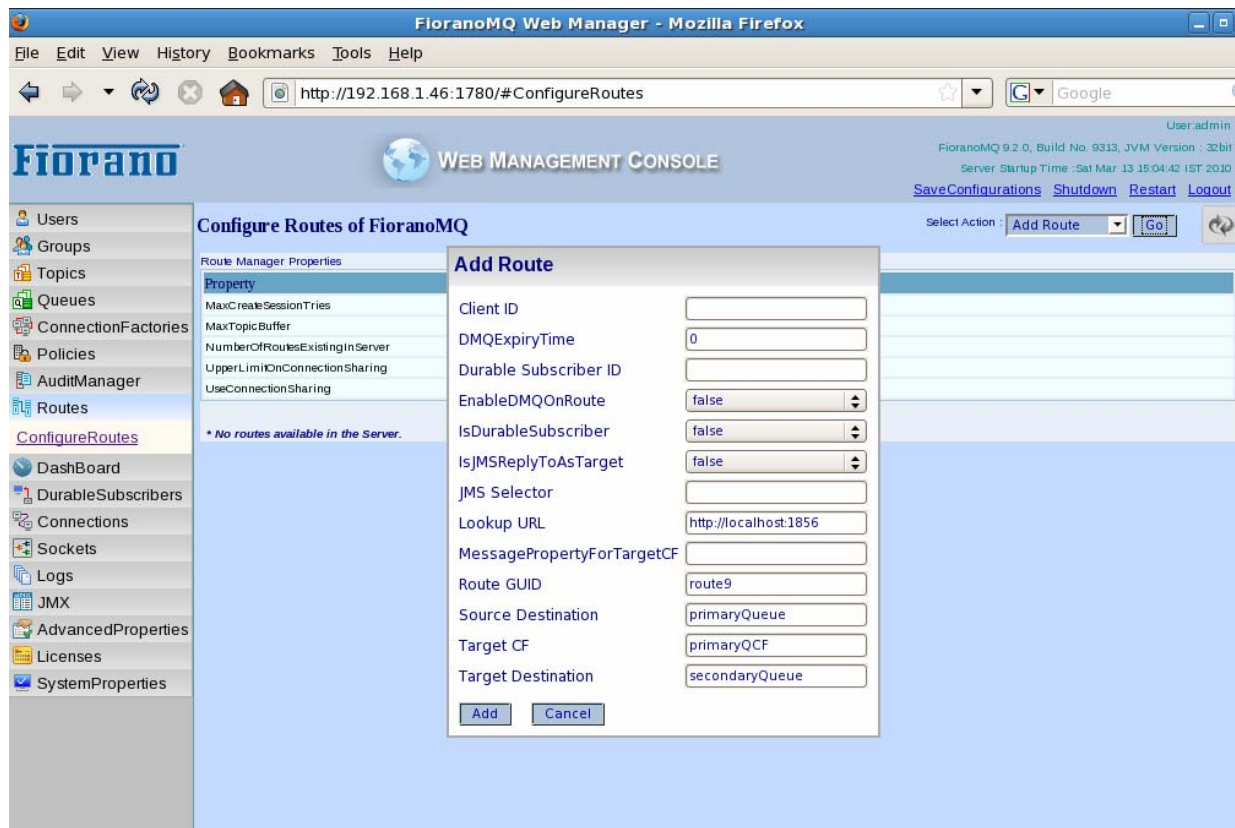 FioranoMQ Web Manager - Mozilla Firefox
File Edit View History Bookmarks Tools Help
http://192.168.1.46:1780/#ConfigureRoutes
G Google
Fiorano
WEB MANAGEMENT CONSOLE
User:admin
FioranoMQ 9.2.0, Build No. 9313, JVM Version : 32bit
Server Startup Time :Sat Mar 13 15:04:42 IST 2010
SaveConfigurations Shutdown Restart Logout
Users
Groups
Topics
Queues
ConnectionFactories
Policies
AuditManager
Routes
ConfigureRoutes
DashBoard
DurableSubscribers
Connections
Sockets
Logs
JMX
AdvancedProperties
Licenses
SystemProperties
Configure Routes of FioranoMQ
Select Action : Add Route Go
Route Manager Properties
Property
MaxCreateSessionTries
MaxTopicBuffer
NumberOfRoutesExistingInServer
UpperLimitOnConnectionSharing
UseConnectionSharing
* No routes available in the Server.
Add Route
Client ID
DMQExpiryTime 0
Durable Subscriber ID
EnableDMQOnRoute false
IsDurableSubscriber false
IsJMSReplyToAsTarget false
JMS Selector
Lookup URL http://localhost:1856
MessagePropertyForTargetCF
Route GUID route9
Source Destination primaryQueue
Target CF primaryQCF
Target Destination secondaryQueue
Add Cancel